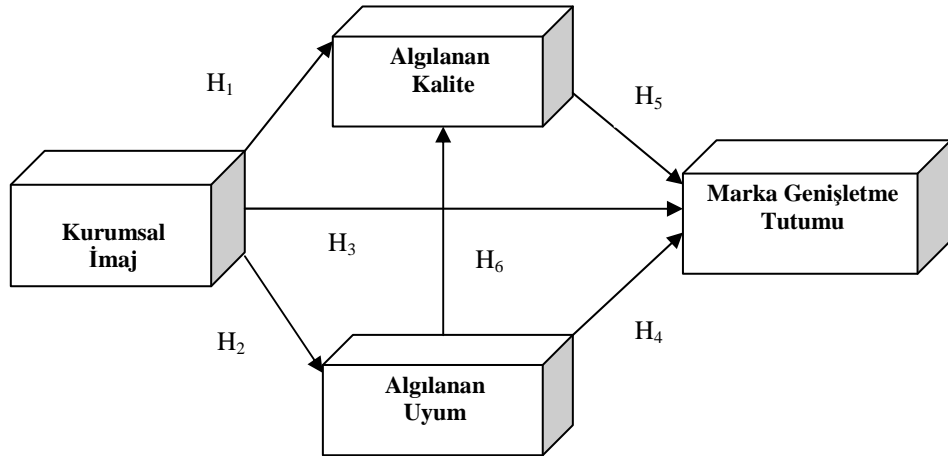 Algılanan
Kalite
H₁
H₅
Kurumsal
İmaj
Marka Genişletme
Tutumu
H₃
H₆
H₂
H₄
Algılanan
Uyum